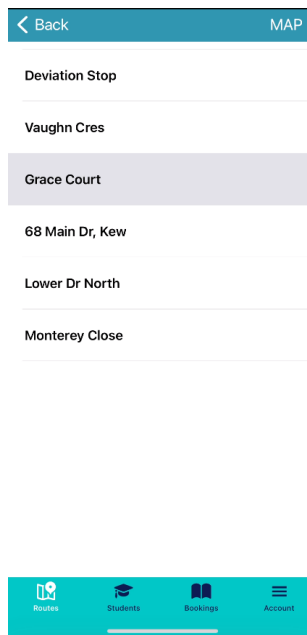 Back MAP
Deviation Stop
Vaughn Cres
Grace Court
68 Main Dr, Kew
Lower Dr North
Monterey Close
Routes Students Bookings Account